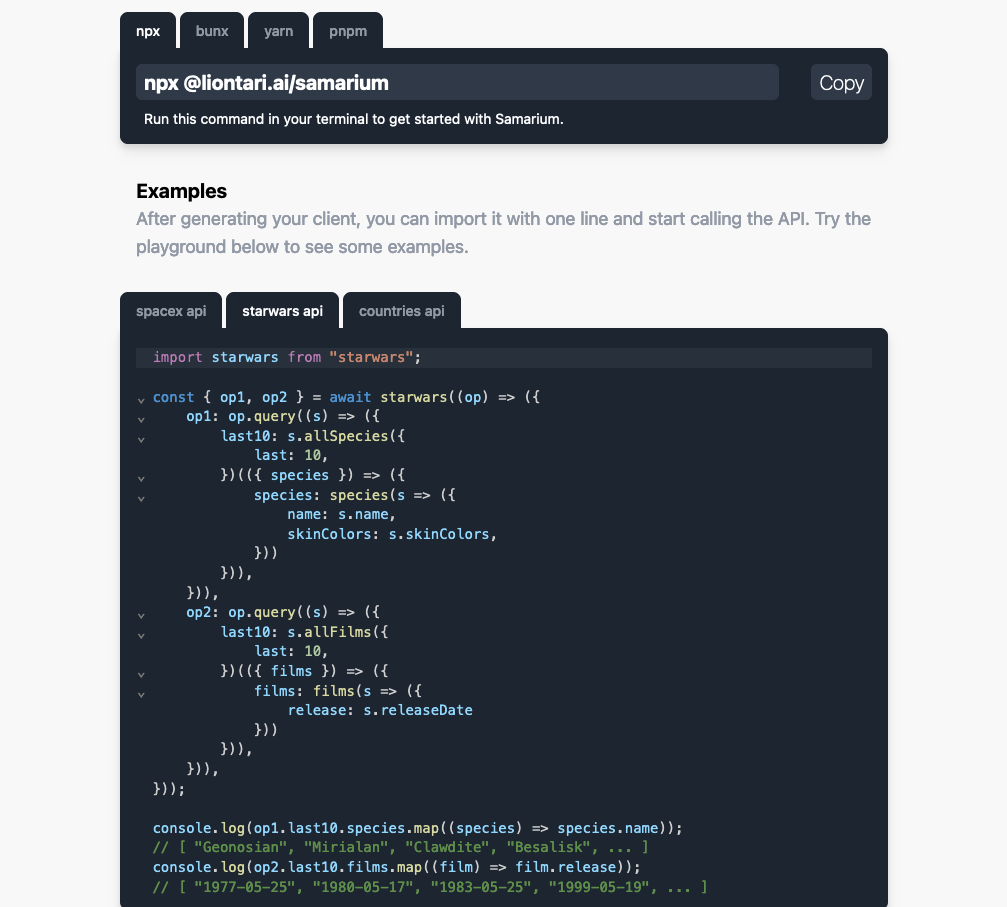 npx bunx yarn pnpm
npx @liontari.ai/samarium Copy
Run this command in your terminal to get started with Samarium.
Examples
After generating your client, you can import it with one line and start calling the API. Try the
playground below to see some examples.
spacex api starwars api countries api
import starwars from "starwars";
const { op1, op2 } = await starwars((op) => ({
    op1: op.query((s) => ({
        last10: s.allSpecies({
            last: 10,
        })(({ species }) => ({
            species: species(s => ({
                name: s.name,
                skinColors: s.skinColors,
            }))
        })),
    })),
    op2: op.query((s) => ({
        last10: s.allFilms({
            last: 10,
        })(({ films }) => ({
            films: films(s => ({
                release: s.releaseDate
            }))
        })),
    })),
}));
console.log(op1.last10.species.map((species) => species.name));
// [ "Geonosian", "Mirialan", "Clawdite", "Besalisk", ... ]
console.log(op2.last10.films.map((film) => film.release));
// [ "1977-05-25", "1980-05-17", "1983-05-25", "1999-05-19", ... ]